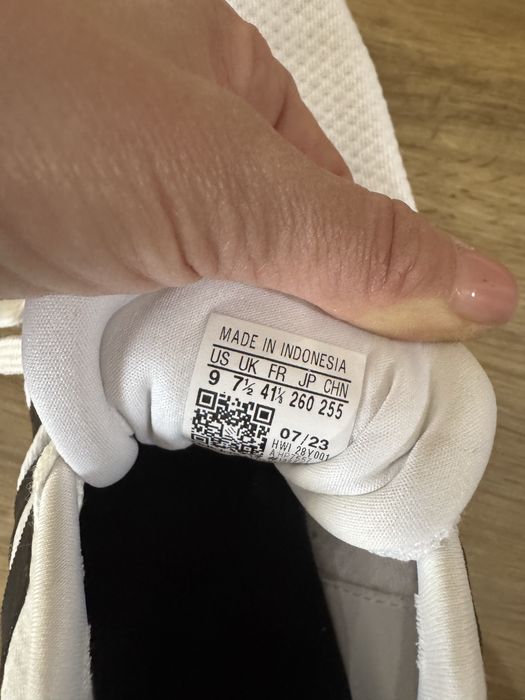 MADE IN INDONESIA
US UK FR JP CHN
9 7½ 41⅓ 260 255
07/23
HWI 28Y001